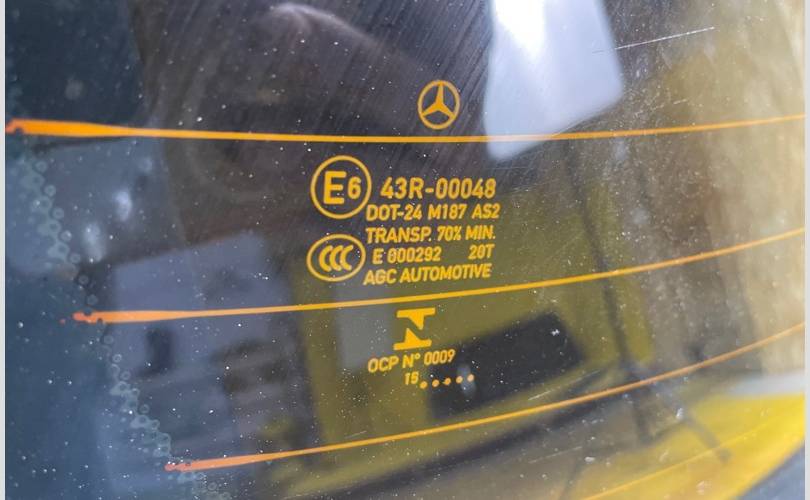 E6 43R-00048
DOT-24 M187 AS2
TRANSP. 70% MIN.
CCC E 000292 20T
AGC AUTOMOTIVE
OCP N° 0009
15.....